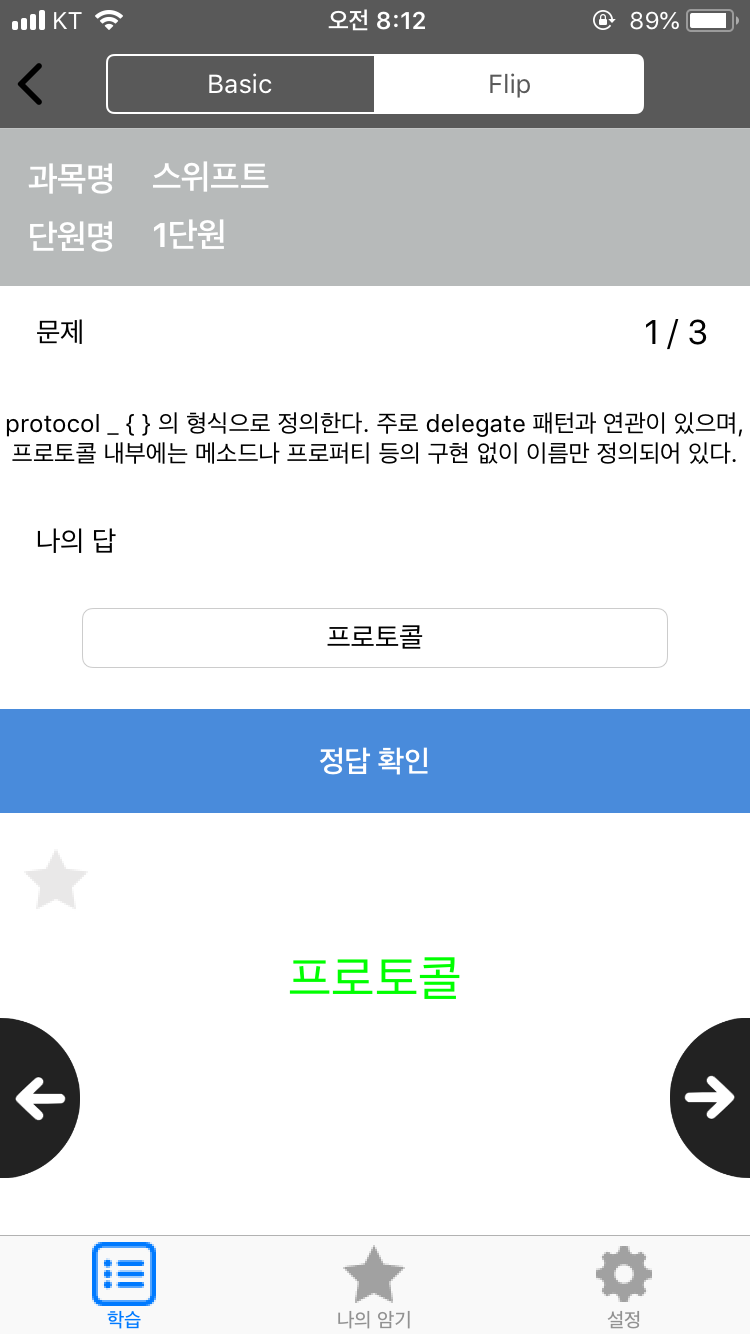 KT 오전 8:12 89%
Basic Flip
과목명 스위프트
단원명 1단원
문제 1 / 3
protocol _ { } 의 형식으로 정의한다. 주로 delegate 패턴과 연관이 있으며,
프로토콜 내부에는 메소드나 프로퍼티 등의 구현 없이 이름만 정의되어 있다.
나의 답
프로토콜
정답 확인
프로토콜
학습 나의 암기 설정